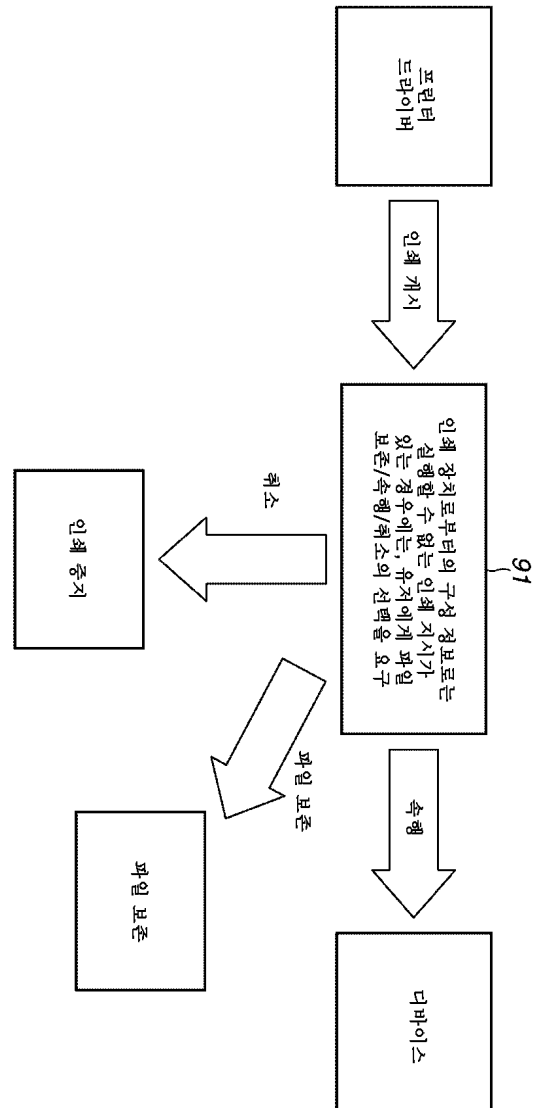 프린터
드라이버
인쇄 개시
91
인쇄 장치로부터의 구성 정보로는
실행할 수 없는 인쇄 지시가
있는 경우에는, 유저에게 파일
보존/속행/취소의 선택을 요구
속행
디바이스
취소
인쇄 중지
파일 보존
파일 보존